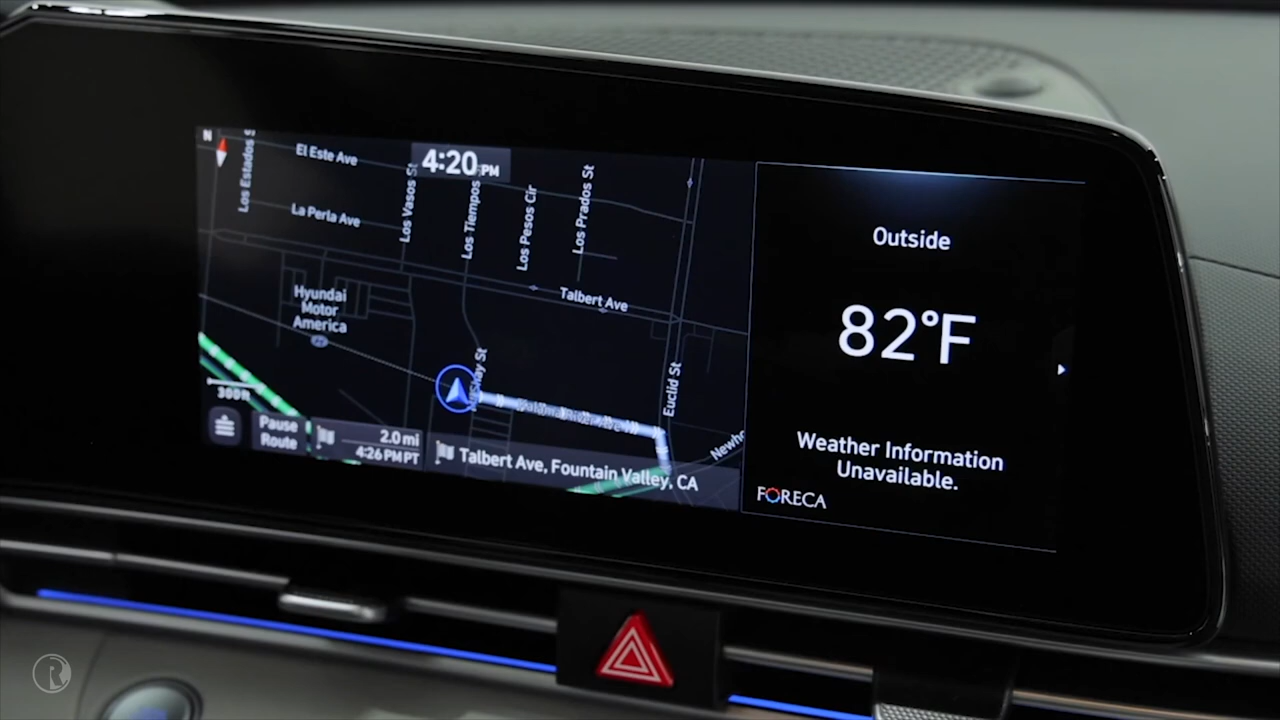 N
Los Estados S
El Este Ave
4:20 PM
La Perla Ave
Los Vasos St
Los Tiempos
Los Pesos Cir
Los Prados St
Talbert Ave
Hyundai
Motor
America
Euclid St
300ft
Pause
Route
2.0 mi
4:26 PM PT
Talbert Ave, Fountain Valley, CA
Outside
82°F
Weather Information
Unavailable.
FORECA
R